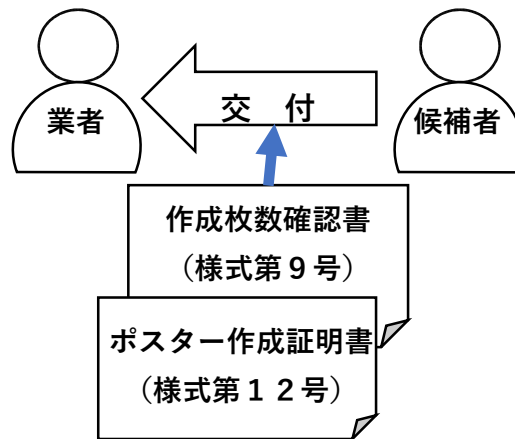 業者
交　付
候補者
作成枚数確認書
（様式第９号）
ポスター作成証明書
（様式第１２号）